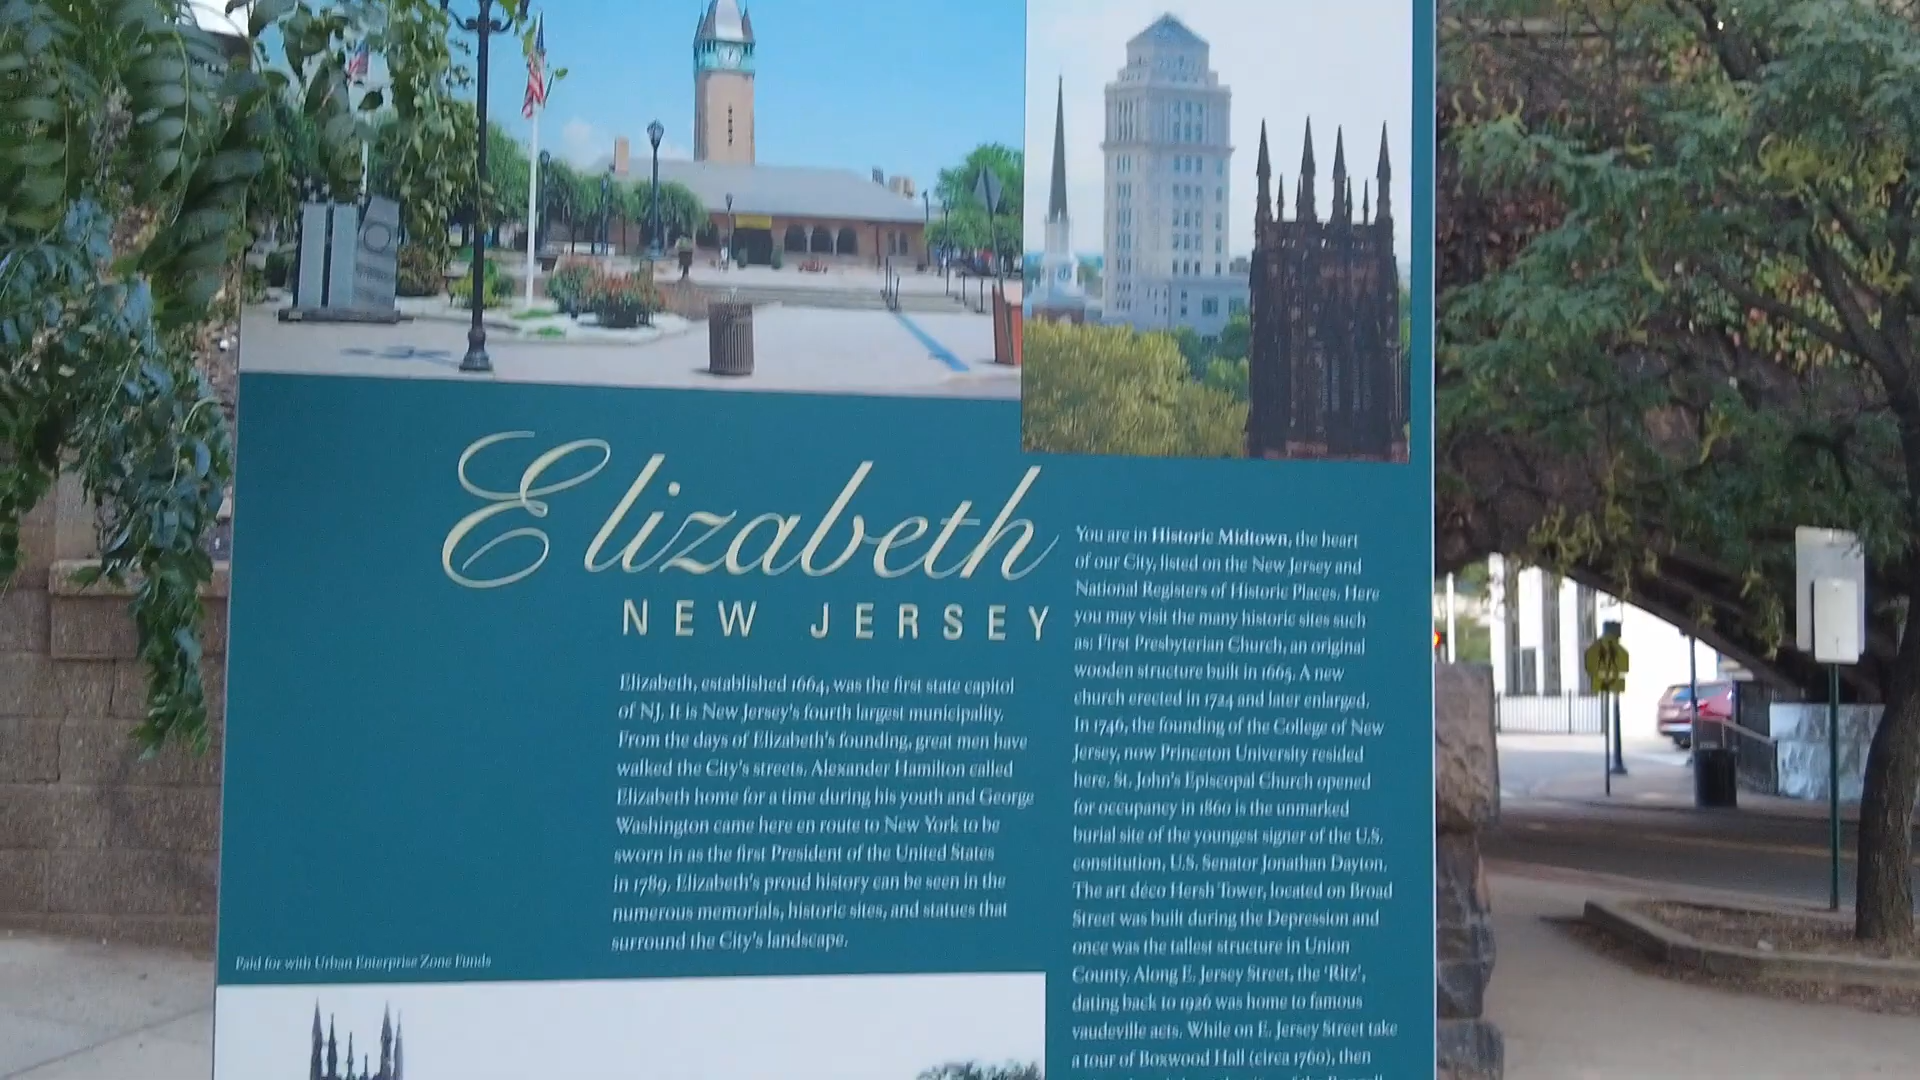 Elizabeth
NEW JERSEY
Elizabeth, established 1664, was the first state capitol
of NJ. It is New Jersey's fourth largest municipality.
From the days of Elizabeth's founding, great men have
walked the City's streets. Alexander Hamilton called
Elizabeth home for a time during his youth and George
Washington came here en route to New York to be
sworn in as the first President of the United States
in 1789. Elizabeth's proud history can be seen in the
numerous memorials, historic sites, and statues that
surround the City's landscape.
Paid for with Urban Enterprise Zone Funds
You are in Historic Midtown, the heart
of our City, listed on the New Jersey and
National Registers of Historic Places. Here
you may visit the many historic sites such
as: First Presbyterian Church, an original
wooden structure built in 1665. A new
church erected in 1724 and later enlarged.
In 1746, the founding of the College of New
Jersey, now Princeton University resided
here. St. John's Episcopal Church opened
for occupancy in 1860 is the unmarked
burial site of the youngest signer of the U.S.
constitution, U.S. Senator Jonathan Dayton.
The art déco Hersh Tower, located on Broad
Street was built during the Depression and
once was the tallest structure in Union
County. Along E. Jersey Street, the 'Ritz',
dating back to 1926 was home to famous
vaudeville acts. While on E. Jersey Street take
a tour of Boxwood Hall (circa 1760), then